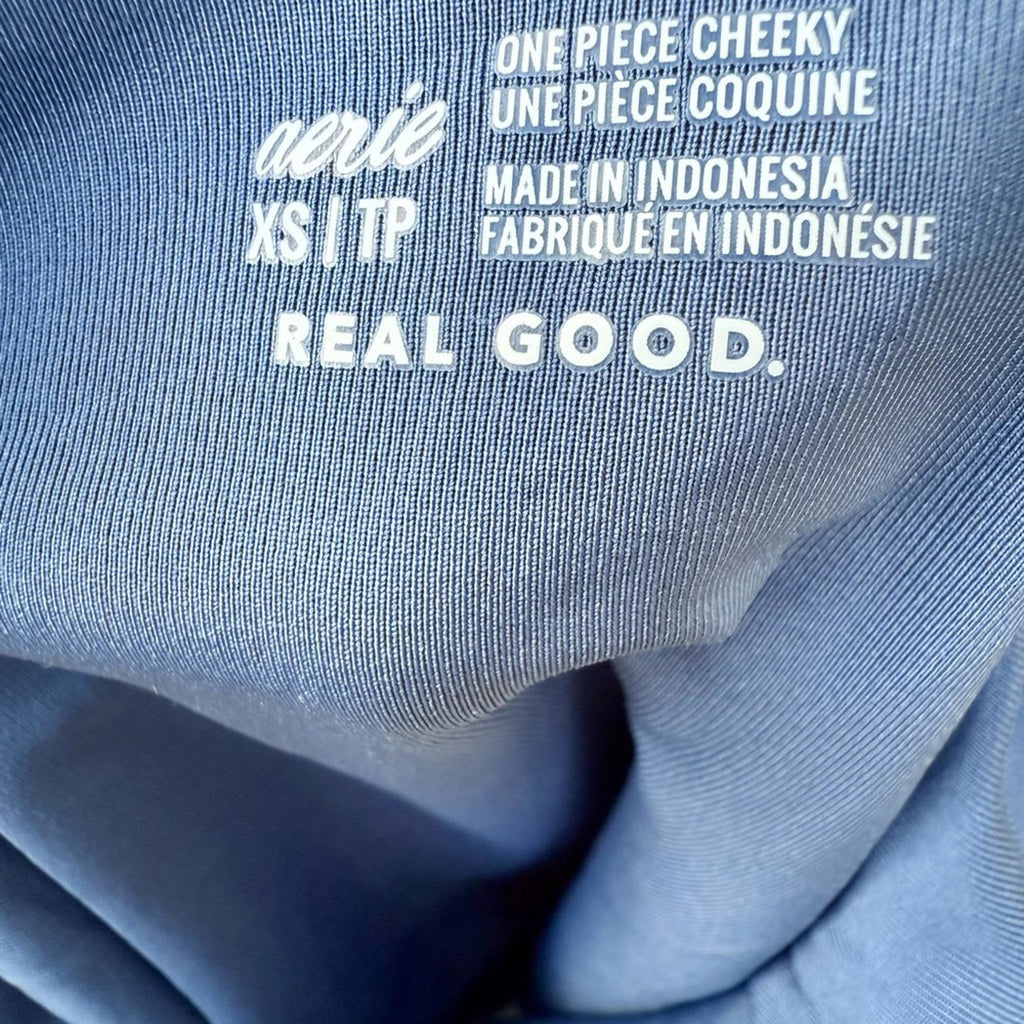 ONE PIECE CHEEKY
UNE PIÈCE COQUINE
aerie
XS | TP
MADE IN INDONESIA
FABRIQUÉ EN INDONÉSIE
REAL GOOD.